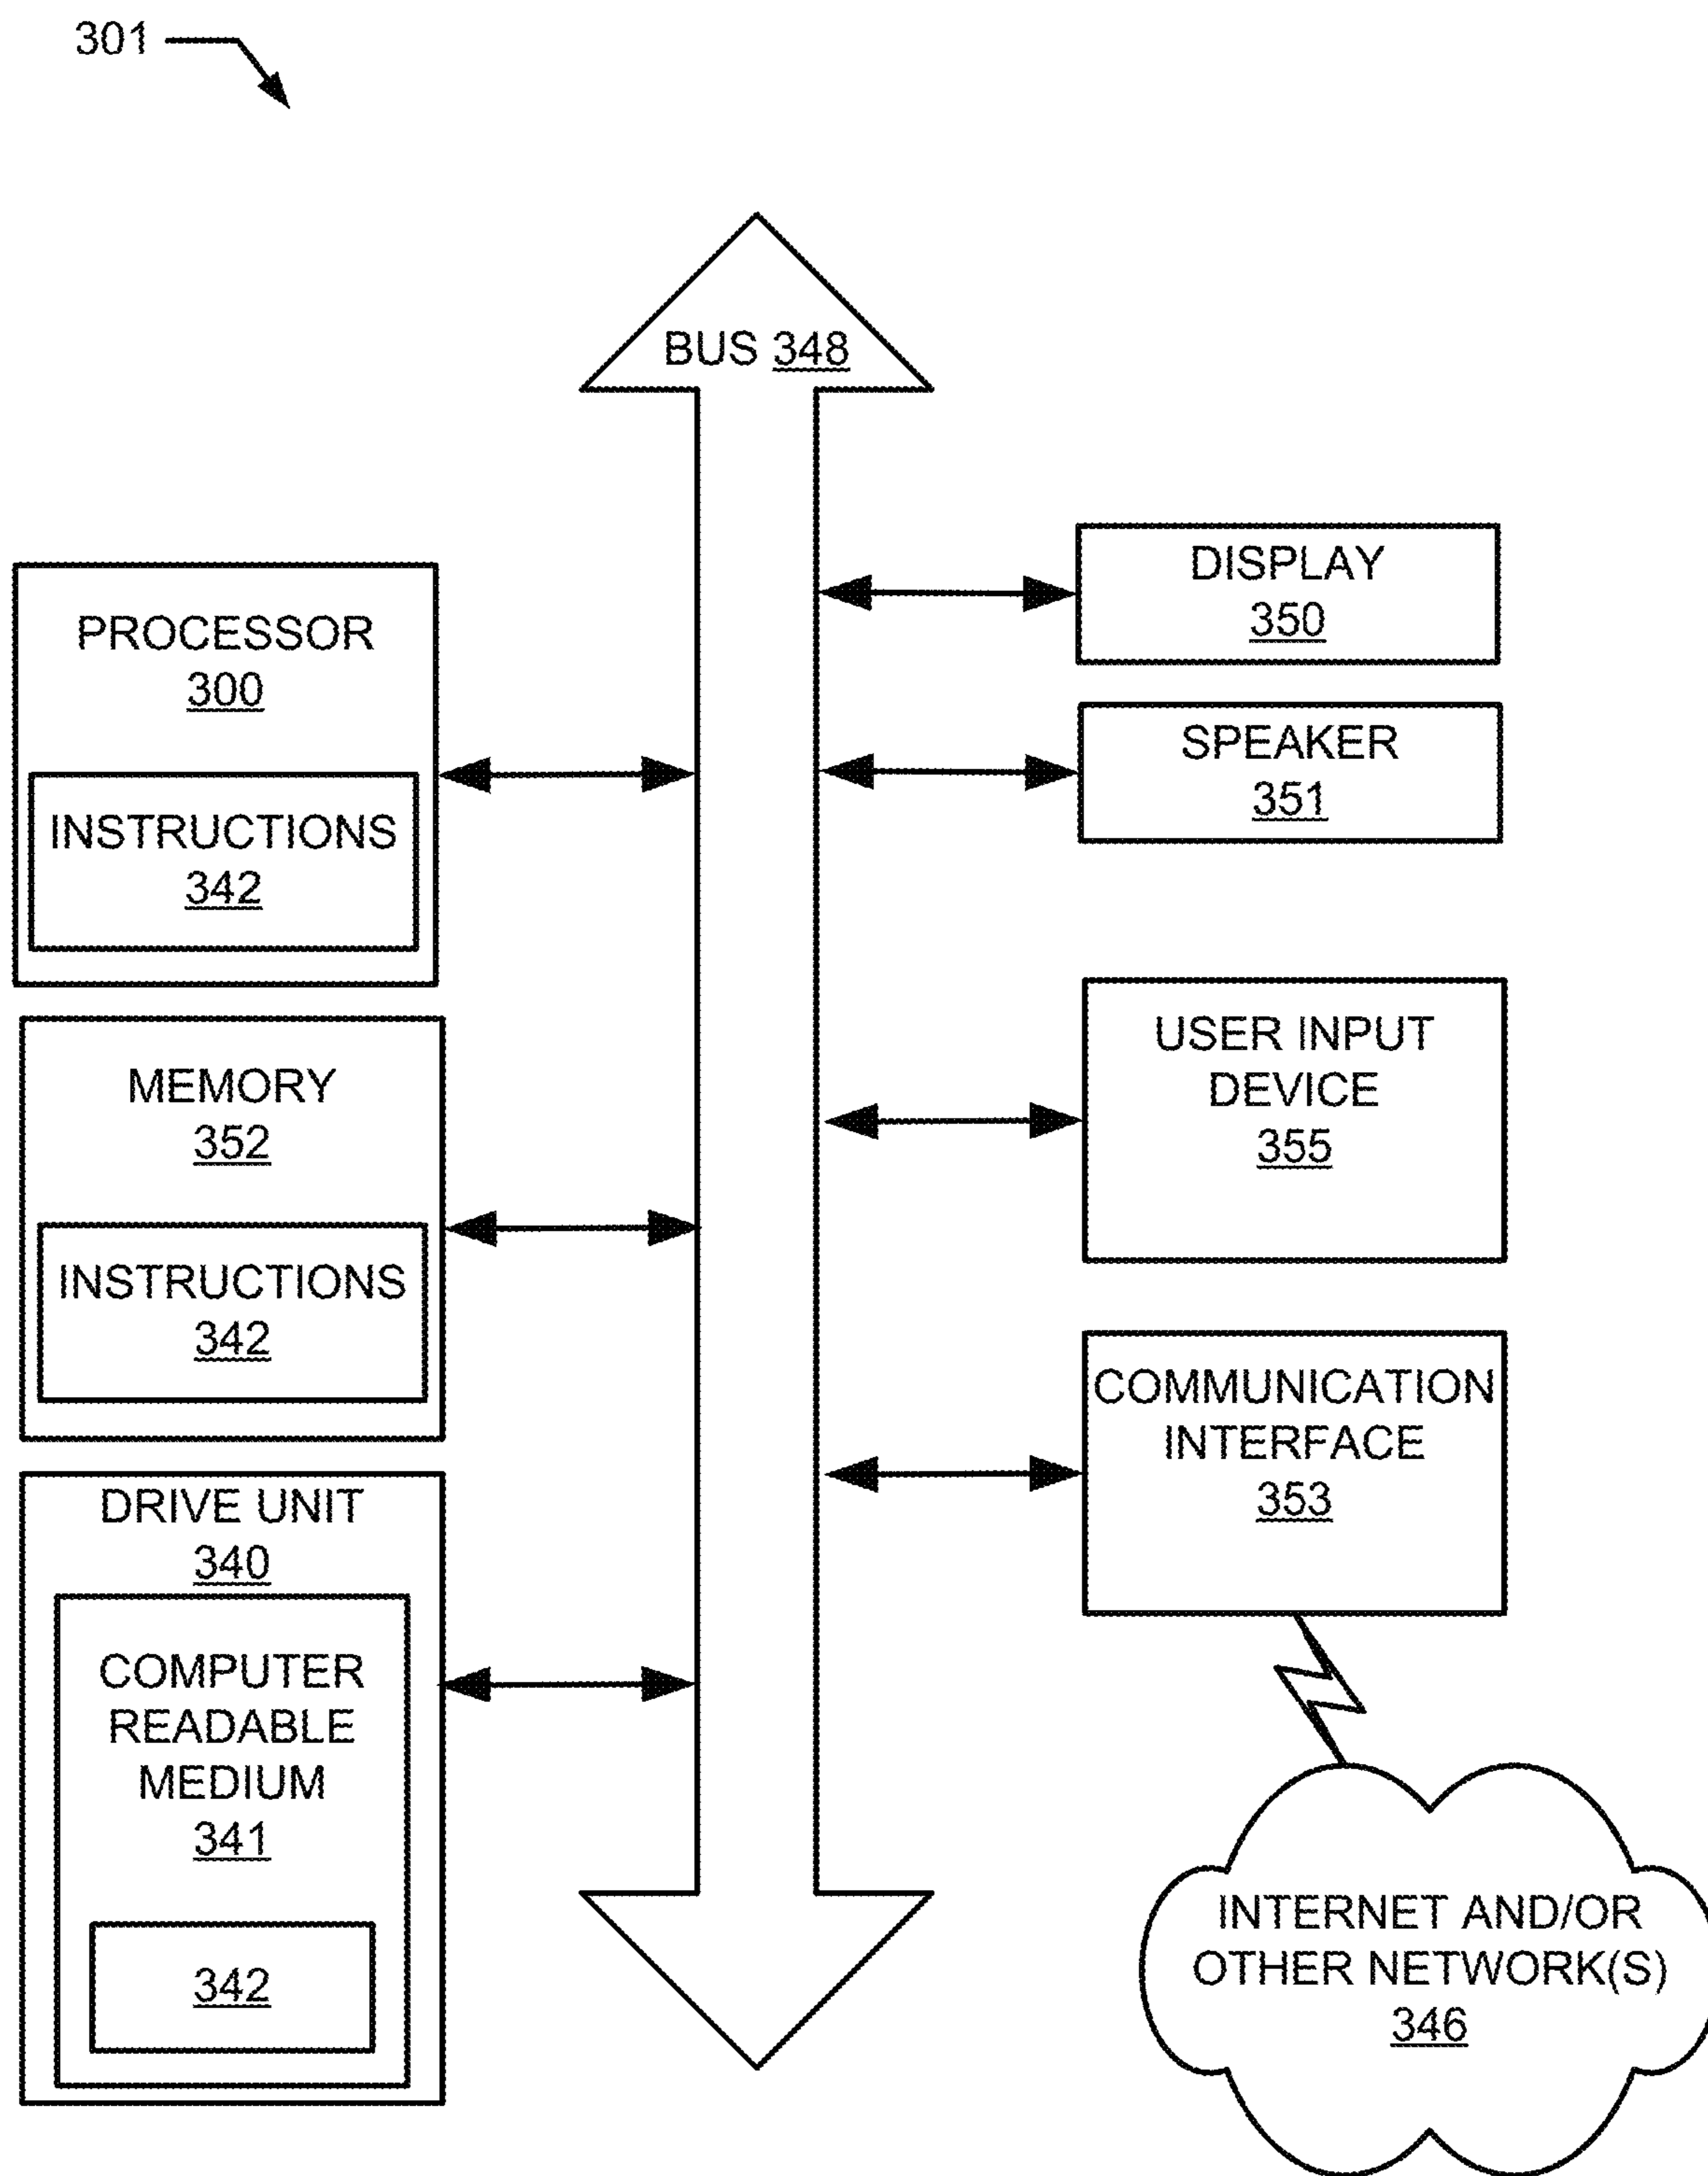 301
BUS 348
PROCESSOR
300
INSTRUCTIONS
342
MEMORY
352
INSTRUCTIONS
342
DRIVE UNIT
340
COMPUTER
READABLE
MEDIUM
341
342
DISPLAY
350
SPEAKER
351
USER INPUT
DEVICE
355
COMMUNICATION
INTERFACE
353
INTERNET AND/OR
OTHER NETWORK(S)
346